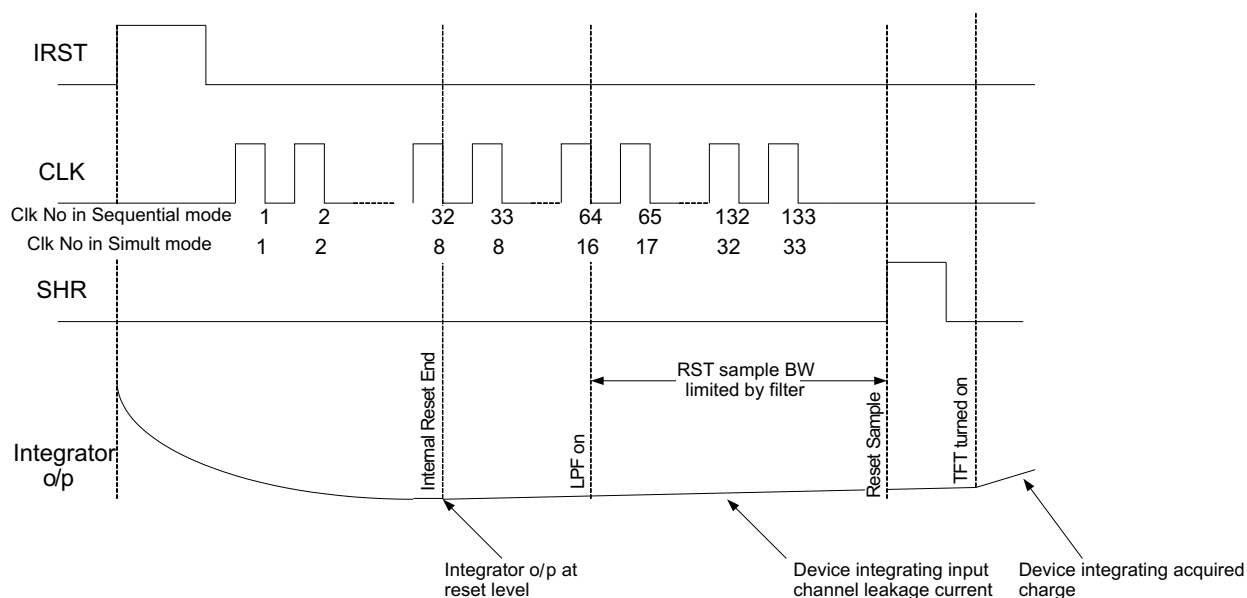 IRST
CLK
Clk No in Sequential mode 1 2 32 33 64 65 132 133
Clk No in Simult mode 1 2 8 8 16 17 32 33
SHR
Internal Reset End
LPF on
RST sample BW
limited by filter
Reset Sample
TFT turned on
Integrator
o/p
Integrator o/p at
reset level
Device integrating input
channel leakage current
Device integrating acquired
charge